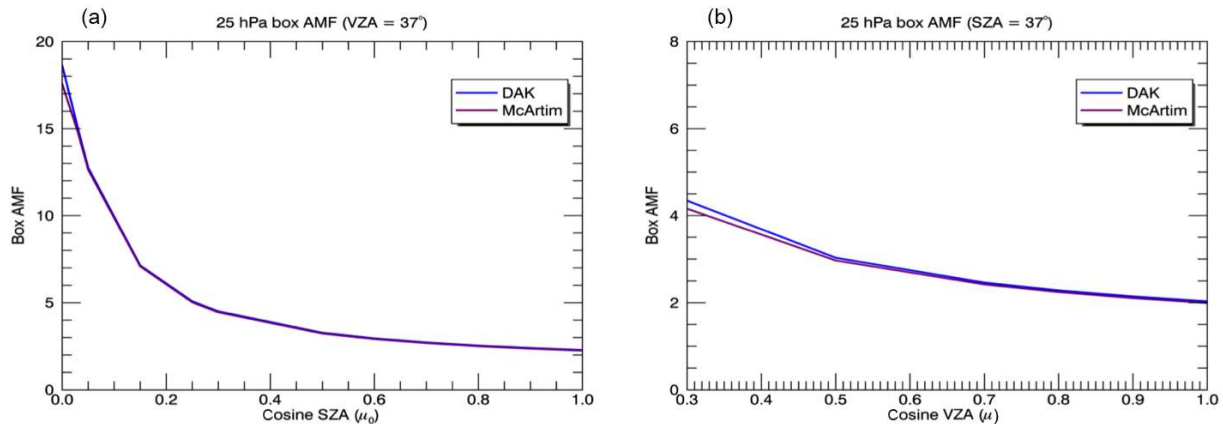 (a)
25 hPa box AMF (VZA = 37°)
20
15
10
5
0
Box AMF
DAK
McArtim
0.0 0.2 0.4 0.6 0.8 1.0
Cosine SZA (μ₀)
(b)
25 hPa box AMF (SZA = 37°)
8
6
4
2
0
Box AMF
DAK
McArtim
0.3 0.4 0.5 0.6 0.7 0.8 0.9 1.0
Cosine VZA (μ)